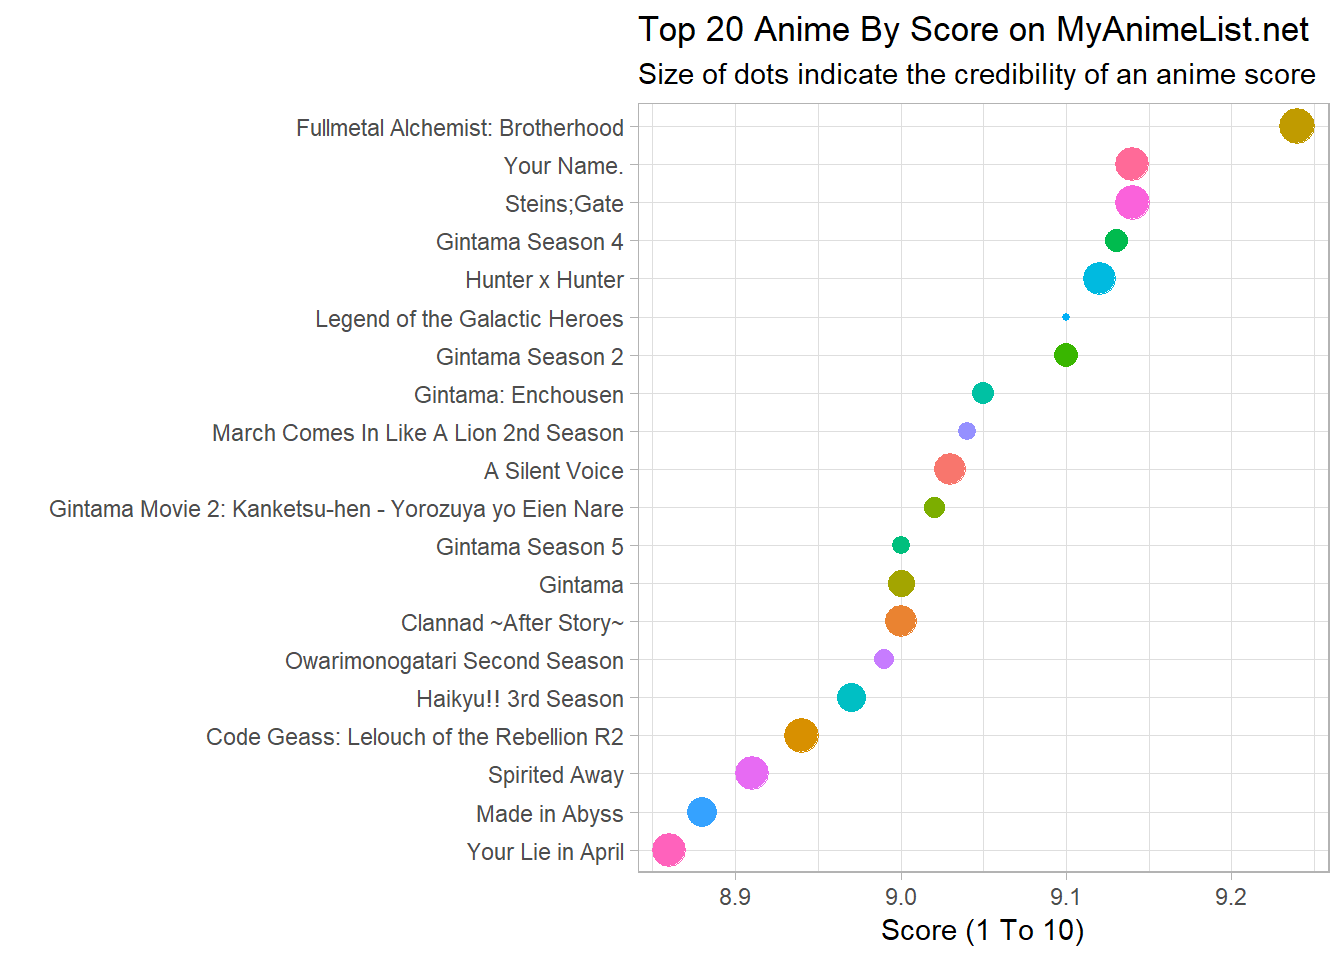 Top 20 Anime By Score on MyAnimeList.net
Size of dots indicate the credibility of an anime score
Fullmetal Alchemist: Brotherhood
Your Name.
Steins;Gate
Gintama Season 4
Hunter x Hunter
Legend of the Galactic Heroes
Gintama Season 2
Gintama: Enchousen
March Comes In Like A Lion 2nd Season
A Silent Voice
Gintama Movie 2: Kanketsu-hen - Yorozuya yo Eien Nare
Gintama Season 5
Gintama
Clannad ~After Story~
Owarimonogatari Second Season
Haikyu!! 3rd Season
Code Geass: Lelouch of the Rebellion R2
Spirited Away
Made in Abyss
Your Lie in April
8.9 9.0 9.1 9.2
Score (1 To 10)